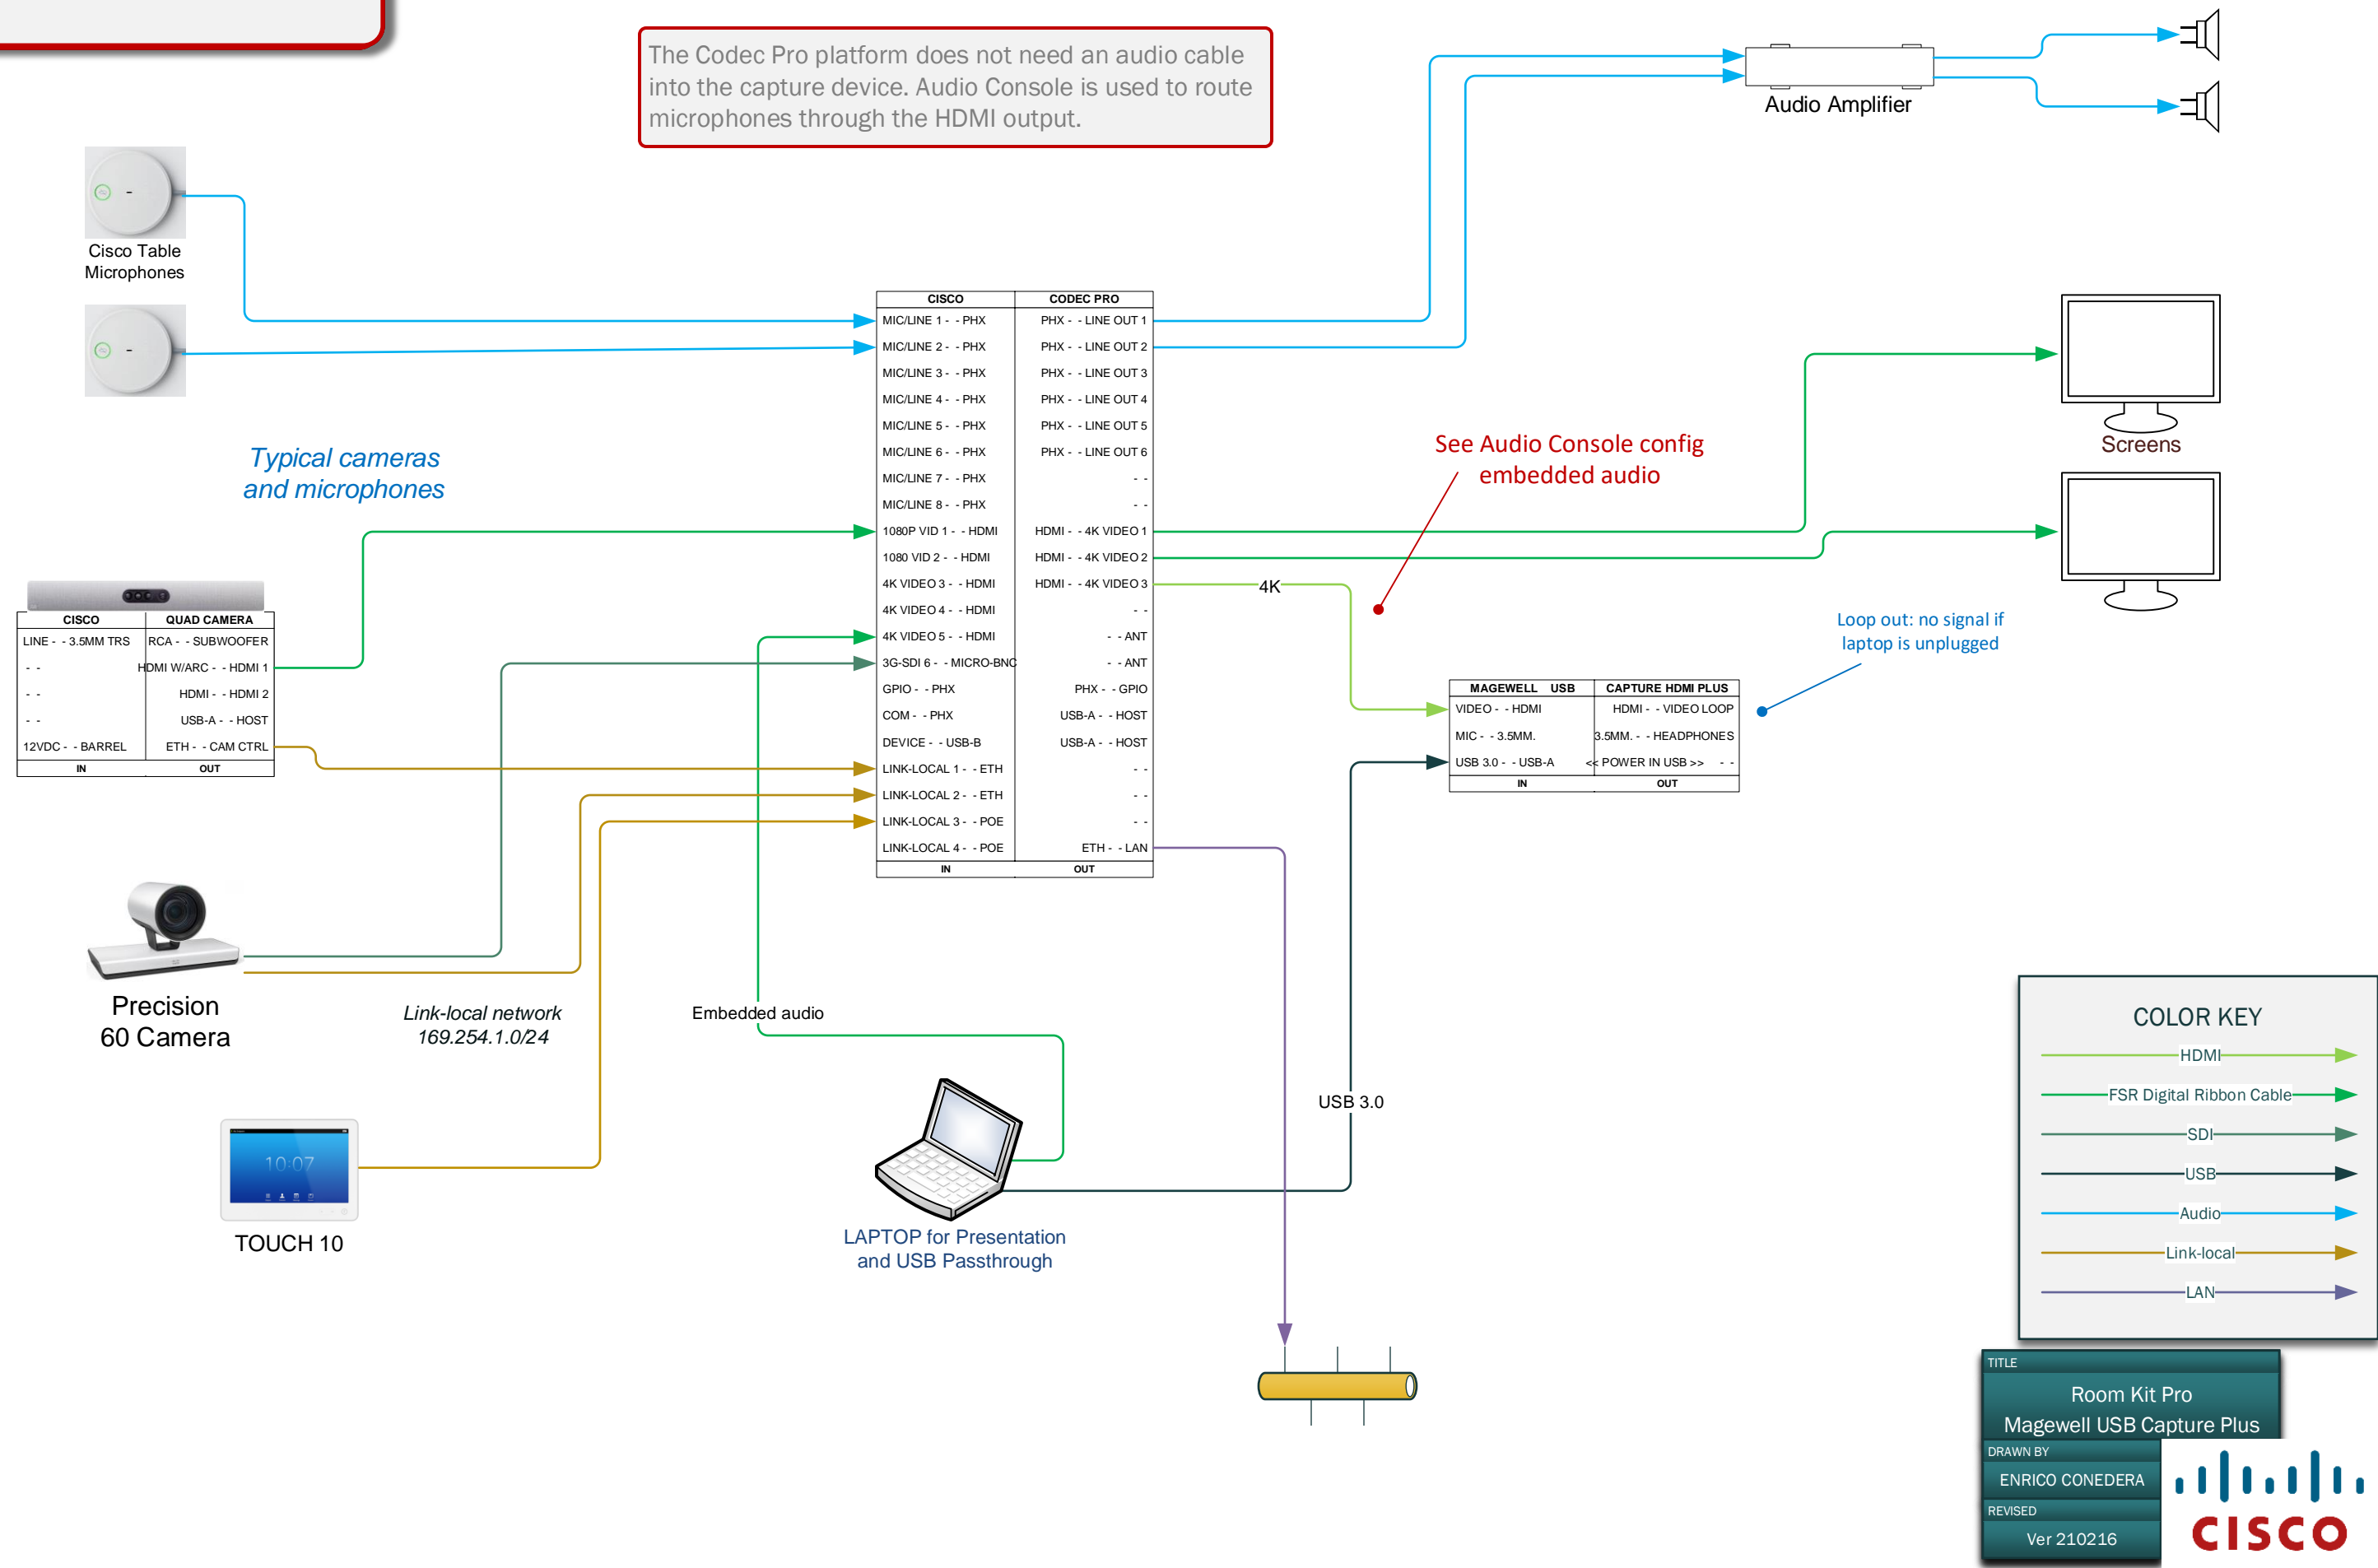 The Codec Pro platform does not need an audio cable
into the capture device. Audio Console is used to route
microphones through the HDMI output.
Audio Amplifier
Cisco Table
Microphones
Typical cameras
and microphones
CISCO CODEC PRO
MIC/LINE 1 - - PHX PHX - - LINE OUT 1
MIC/LINE 2 - - PHX PHX - - LINE OUT 2
MIC/LINE 3 - - PHX PHX - - LINE OUT 3
MIC/LINE 4 - - PHX PHX - - LINE OUT 4
MIC/LINE 5 - - PHX PHX - - LINE OUT 5
MIC/LINE 6 - - PHX PHX - - LINE OUT 6
MIC/LINE 7 - - PHX - -
MIC/LINE 8 - - PHX - -
1080P VID 1 - - HDMI HDMI - - 4K VIDEO 1
1080 VID 2 - - HDMI HDMI - - 4K VIDEO 2
4K VIDEO 3 - - HDMI HDMI - - 4K VIDEO 3
4K VIDEO 4 - - HDMI - -
4K VIDEO 5 - - HDMI - - ANT
3G-SDI 6 - - MICRO-BNC - - ANT
GPIO - - PHX PHX - - GPIO
COM - - PHX USB-A - - HOST
DEVICE - - USB-B USB-A - - HOST
LINK-LOCAL 1 - - ETH - -
LINK-LOCAL 2 - - ETH - -
LINK-LOCAL 3 - - POE - -
LINK-LOCAL 4 - - POE ETH - - LAN
IN OUT
See Audio Console config
embedded audio
4K
Screens
Loop out: no signal if
laptop is unplugged
CISCO QUAD CAMERA
LINE - - 3.5MM TRS RCA - - SUBWOOFER
- - HDMI W/ARC - - HDMI 1
- - HDMI - - HDMI 2
- - USB-A - - HOST
12VDC - - BARREL ETH - - CAM CTRL
IN OUT
MAGEWELL USB CAPTURE HDMI PLUS
VIDEO - - HDMI HDMI - - VIDEO LOOP
MIC - - 3.5MM. 3.5MM. - - HEADPHONES
USB 3.0 - - USB-A << POWER IN USB >> - -
IN OUT
Precision
60 Camera
Link-local network
169.254.1.0/24
Embedded audio
USB 3.0
10:07
TOUCH 10
LAPTOP for Presentation
and USB Passthrough
COLOR KEY
HDMI
FSR Digital Ribbon Cable
SDI
USB
Audio
Link-local
LAN
TITLE
Room Kit Pro
Magewell USB Capture Plus
DRAWN BY
ENRICO CONEDERA
REVISED
Ver 210216
CISCO